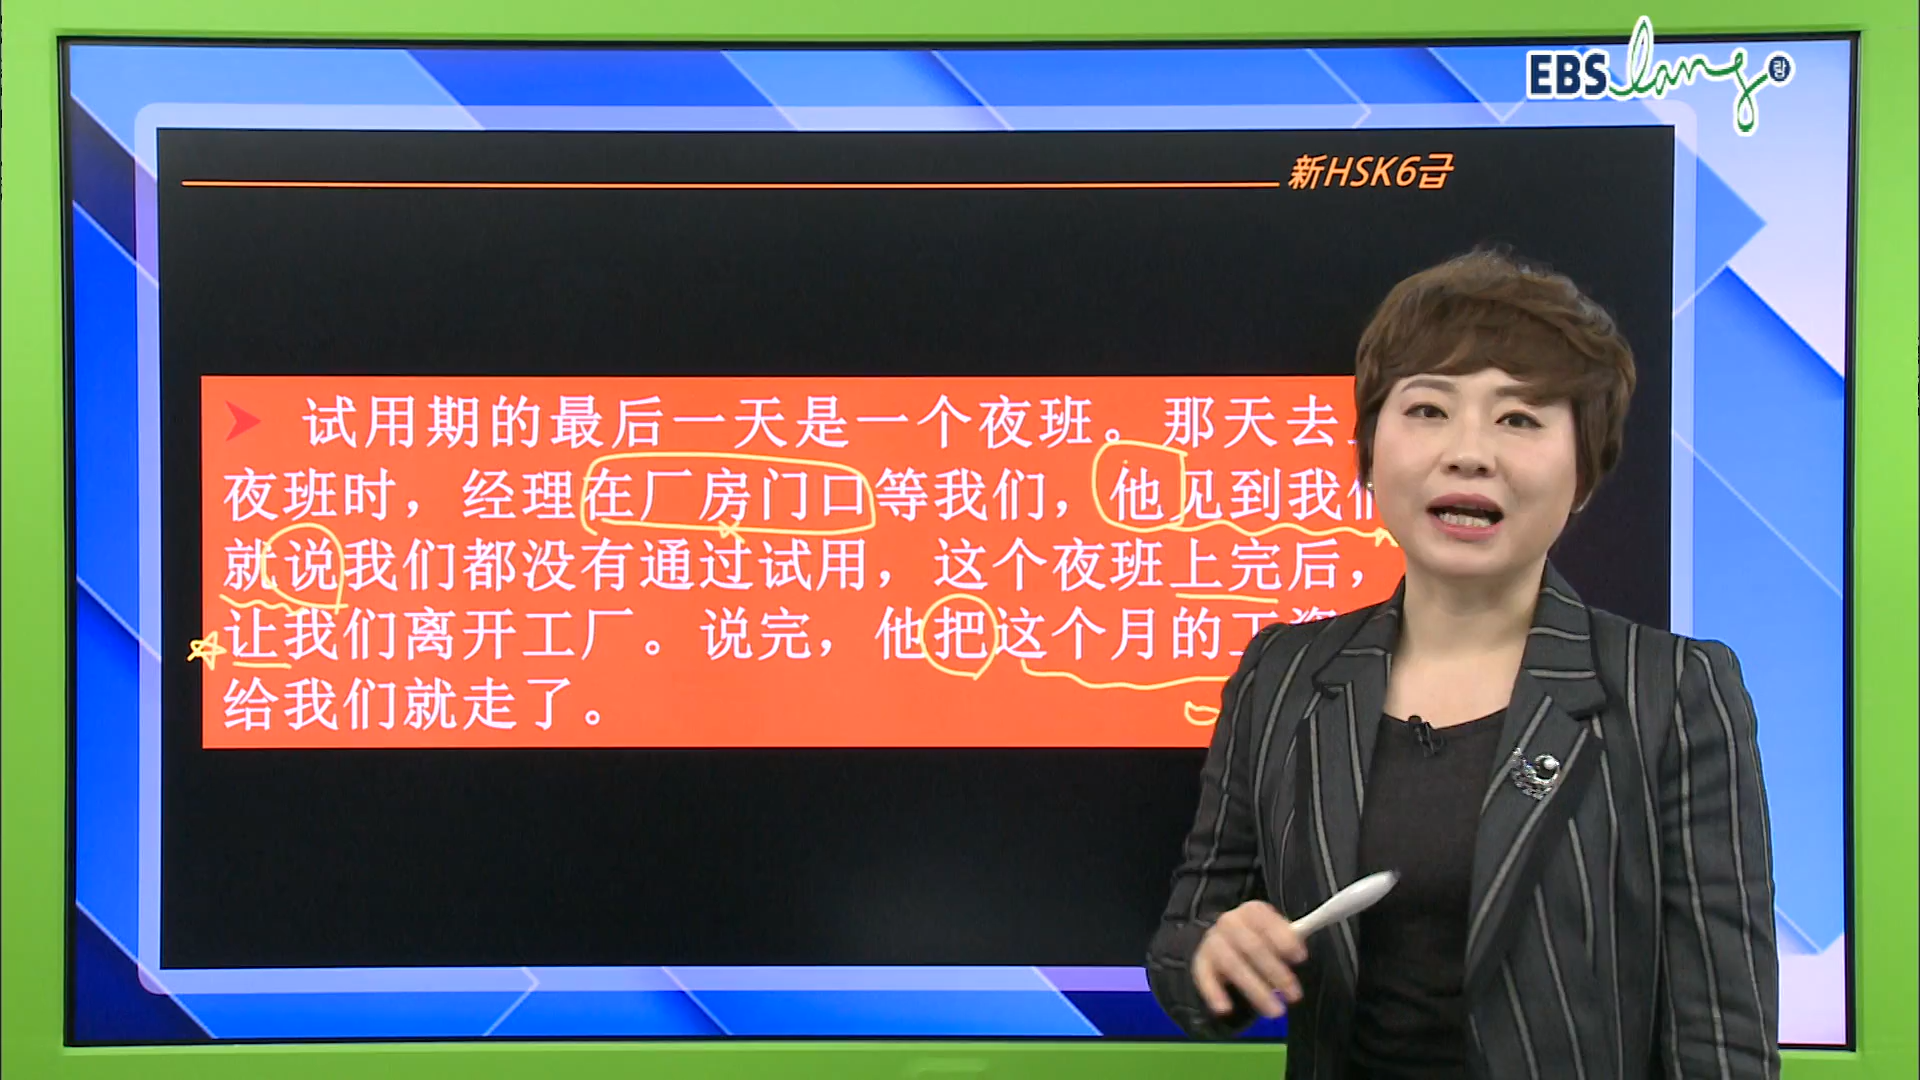 EBS lang 랑
新HSK6급
试用期的最后一天是一个夜班。那天去
夜班时，经理在厂房门口等我们，他见到我们
就说我们都没有通过试用，这个夜班上完后，
让我们离开工厂。说完，他把这个月的工资
给我们就走了。